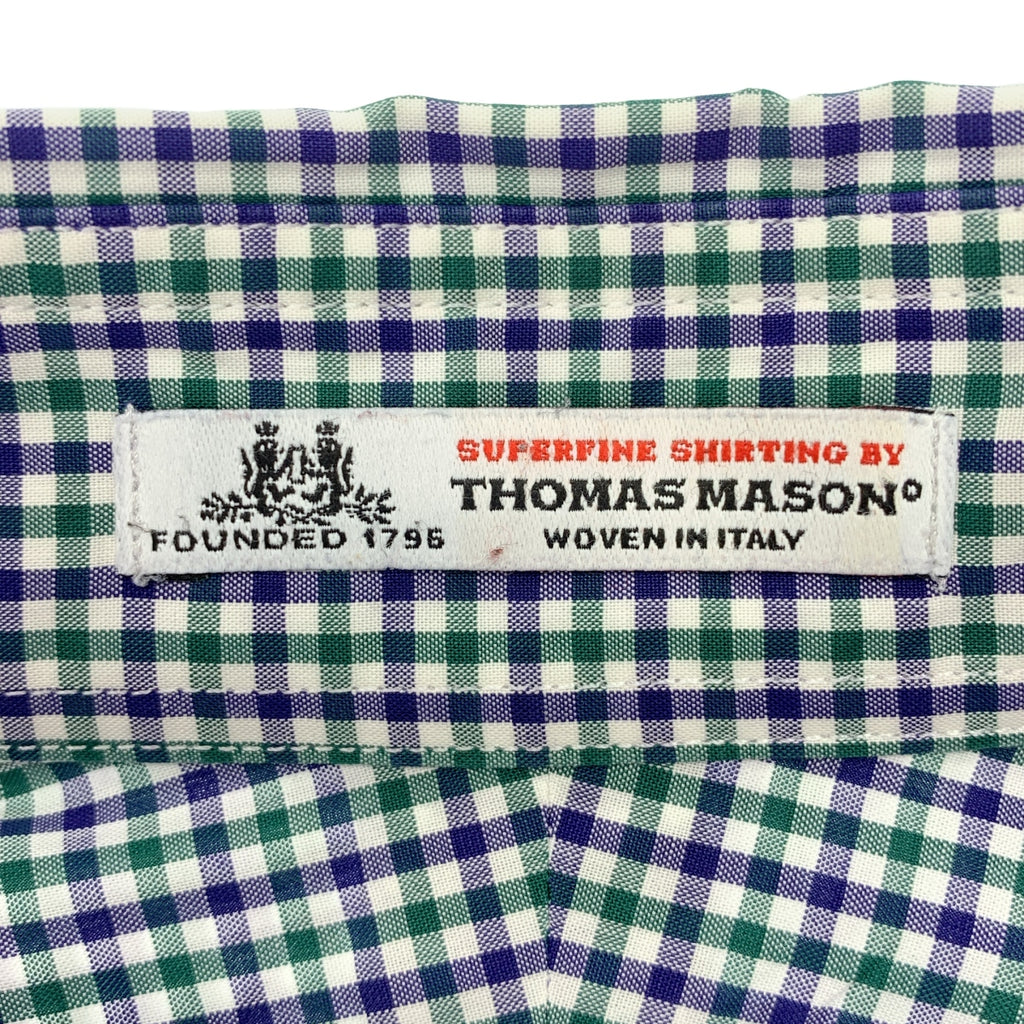 SUPERFINE SHIRTING BY
THOMAS MASON°
WOVEN IN ITALY
FOUNDED 1796